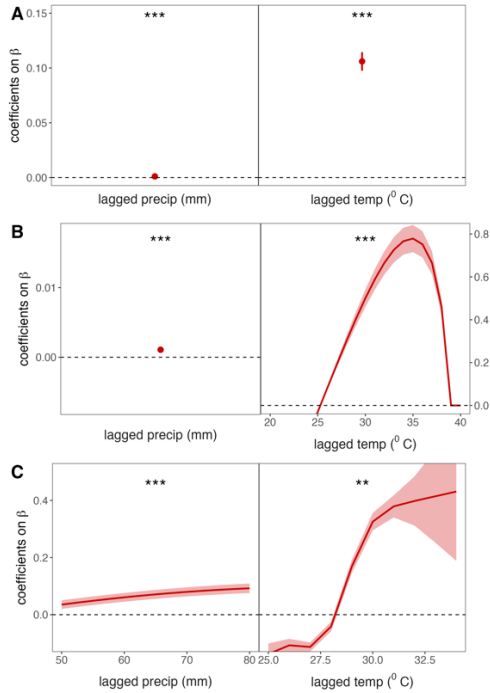 A
coefficients on β
0.15
0.10
0.05
0.00
***
***
lagged precip (mm)
lagged temp (⁰ C)
B
coefficients on β
0.01
0.00
***
***
0.8
0.6
0.4
0.2
0.0
20
25
30
35
40
lagged precip (mm)
lagged temp (⁰ C)
C
coefficients on β
0.4
0.2
0.0
***
**
50
60
70
80
25.0
27.5
30.0
32.5
lagged precip (mm)
lagged temp (⁰ C)